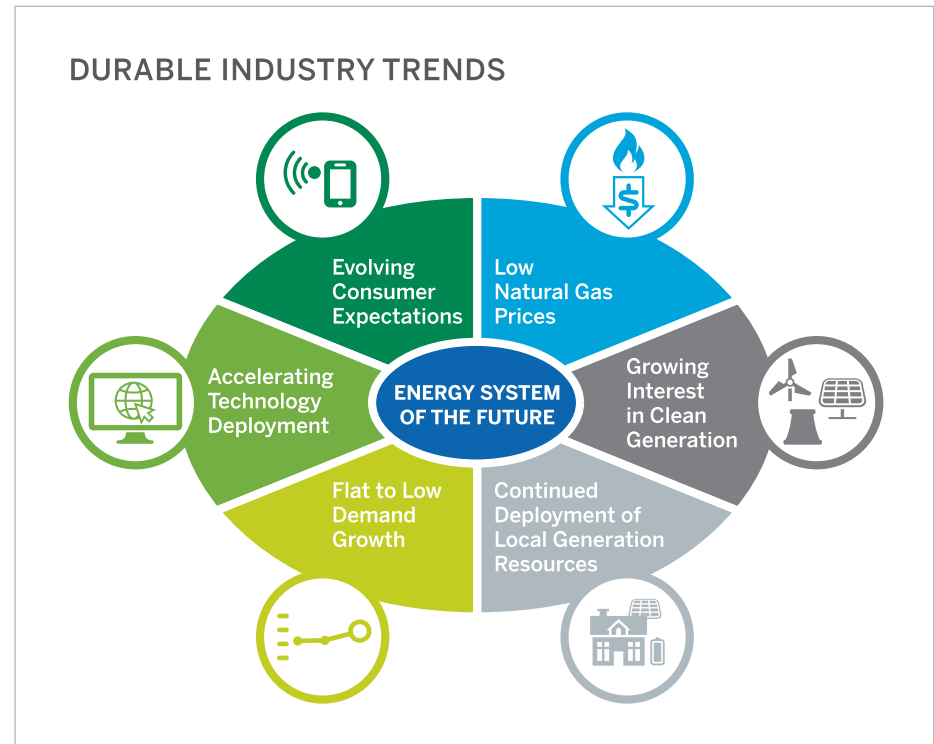 DURABLE INDUSTRY TRENDS
Evolving
Consumer
Expectations
Low
Natural Gas
Prices
Accelerating
Technology
Deployment
ENERGY SYSTEM
OF THE FUTURE
Growing
Interest
in Clean
Generation
Flat to Low
Demand
Growth
Continued
Deployment of
Local Generation
Resources
$